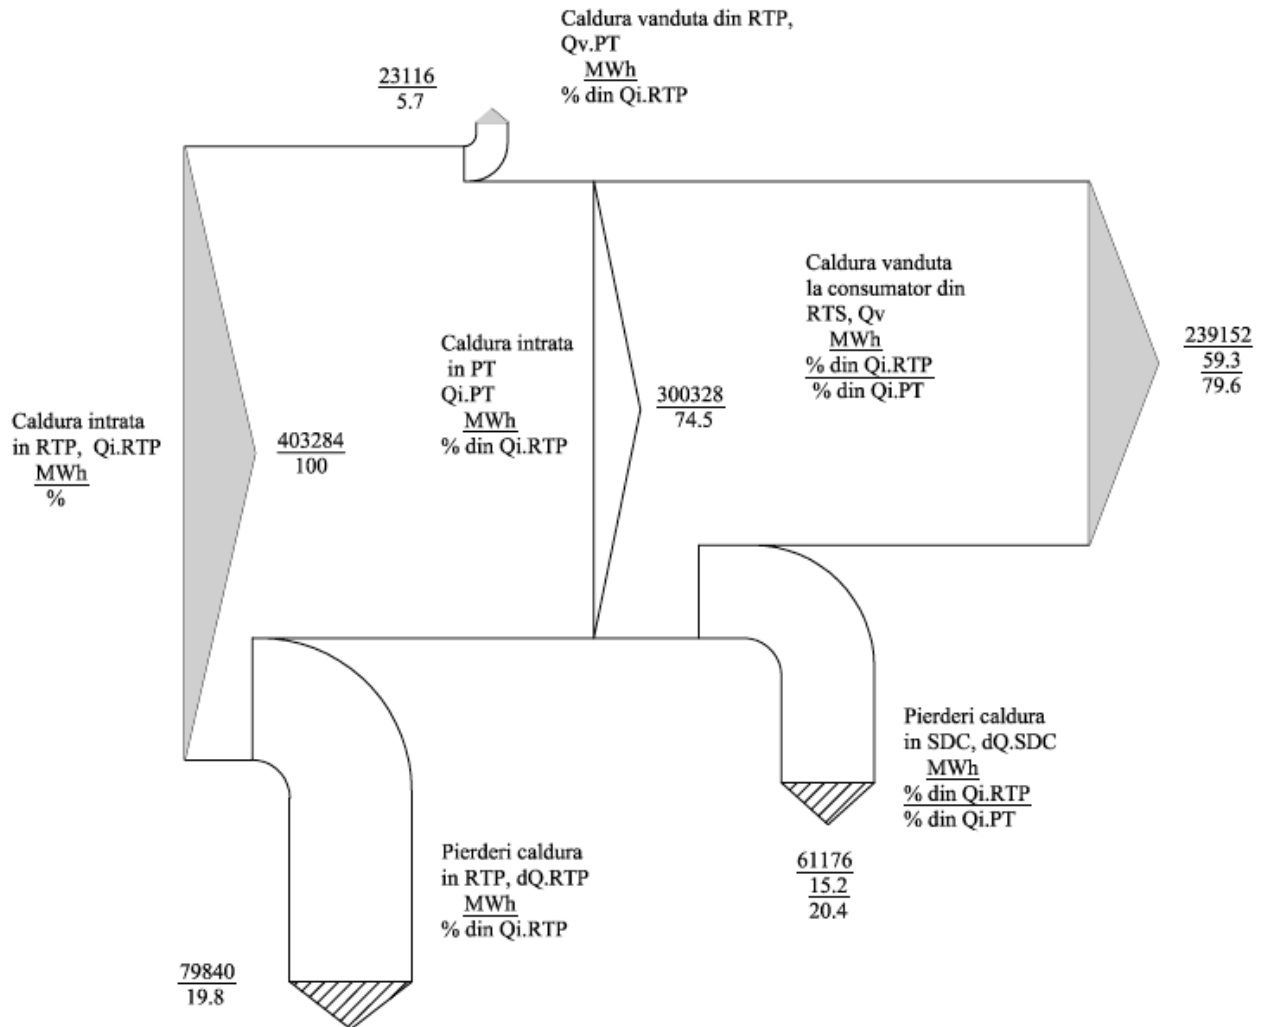 Caldura vanduta din RTP,
Qv.PT
MWh
% din Qi.RTP
23116
5.7
Caldura intrata
in RTP, Qi.RTP
MWh
%
403284
100
Caldura intrata
in PT
Qi.PT
MWh
% din Qi.RTP
300328
74.5
Caldura vanduta
la consumator din
RTS, Qv
MWh
% din Qi.RTP
% din Qi.PT
239152
59.3
79.6
Pierderi caldura
in RTP, dQ.RTP
MWh
% din Qi.RTP
79840
19.8
Pierderi caldura
in SDC, dQ.SDC
MWh
% din Qi.RTP
% din Qi.PT
61176
15.2
20.4